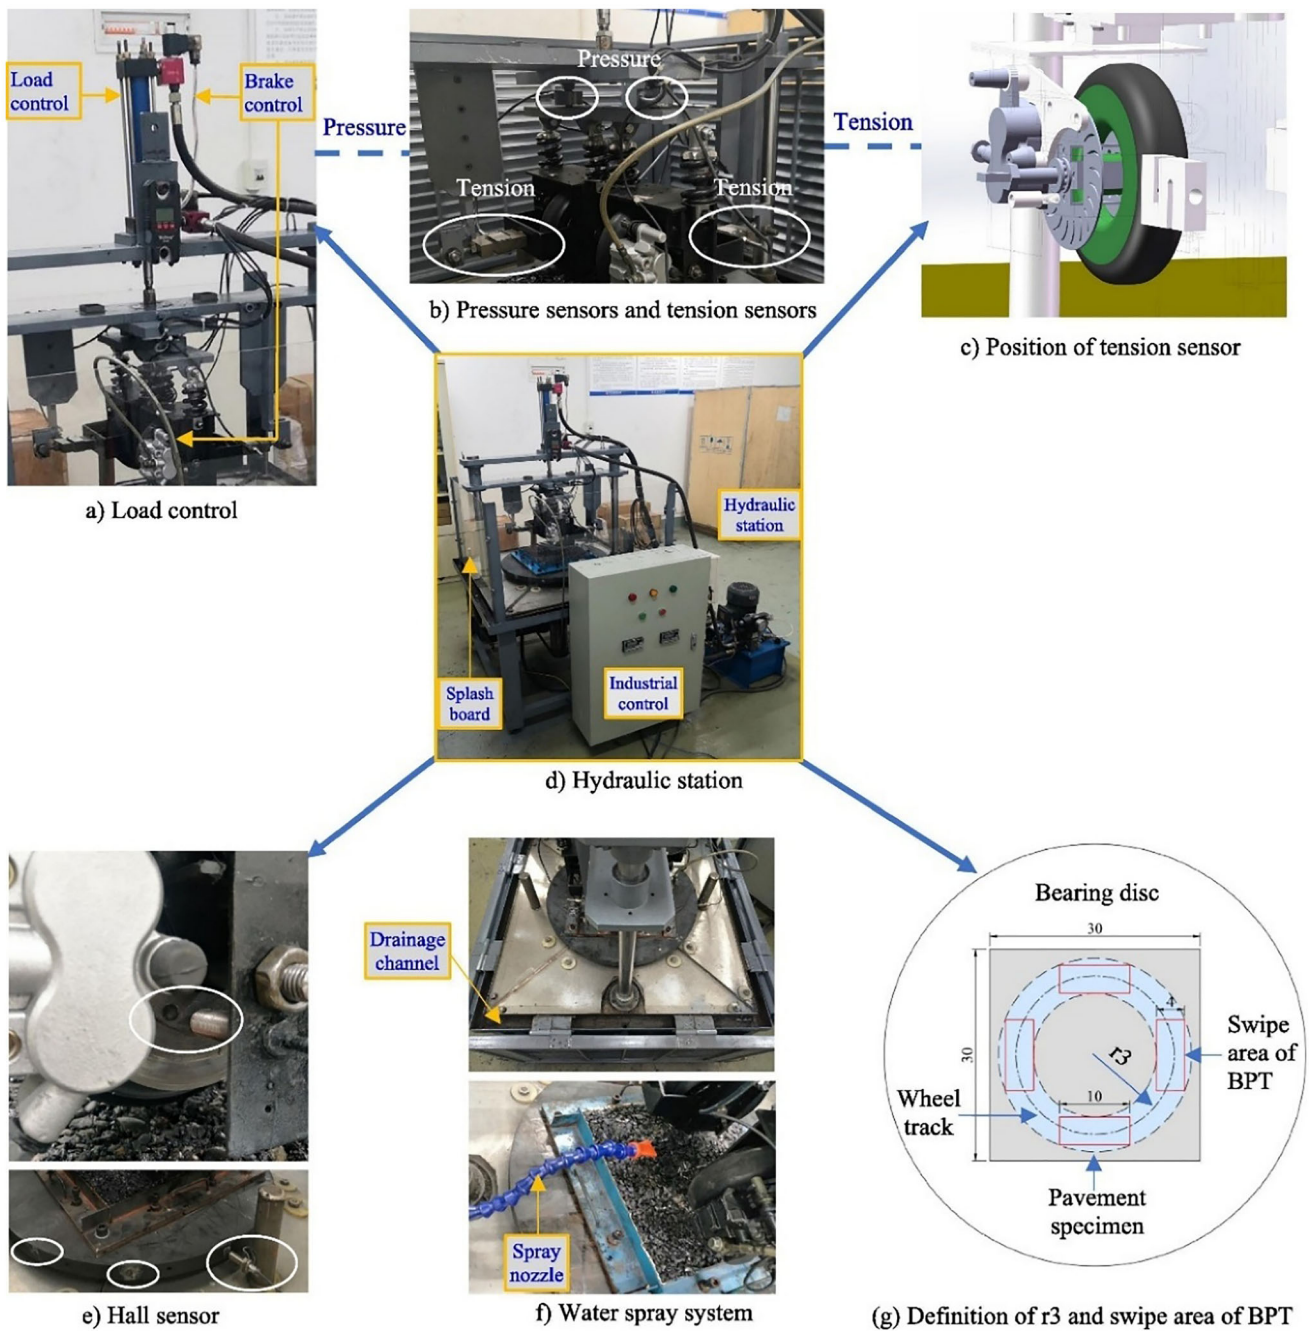 Load
control
Brake
control
a) Load control
Pressure
Pressure
Tension
Tension
b) Pressure sensors and tension sensors
Tension
c) Position of tension sensor
Hydraulic
station
Splash
board
Industrial
control
d) Hydraulic station
e) Hall sensor
Drainage
channel
Spray
nozzle
f) Water spray system
Bearing disc
30
30
4
r3
10
Swipe
area of
BPT
Wheel
track
Pavement
specimen
(g) Definition of r3 and swipe area of BPT